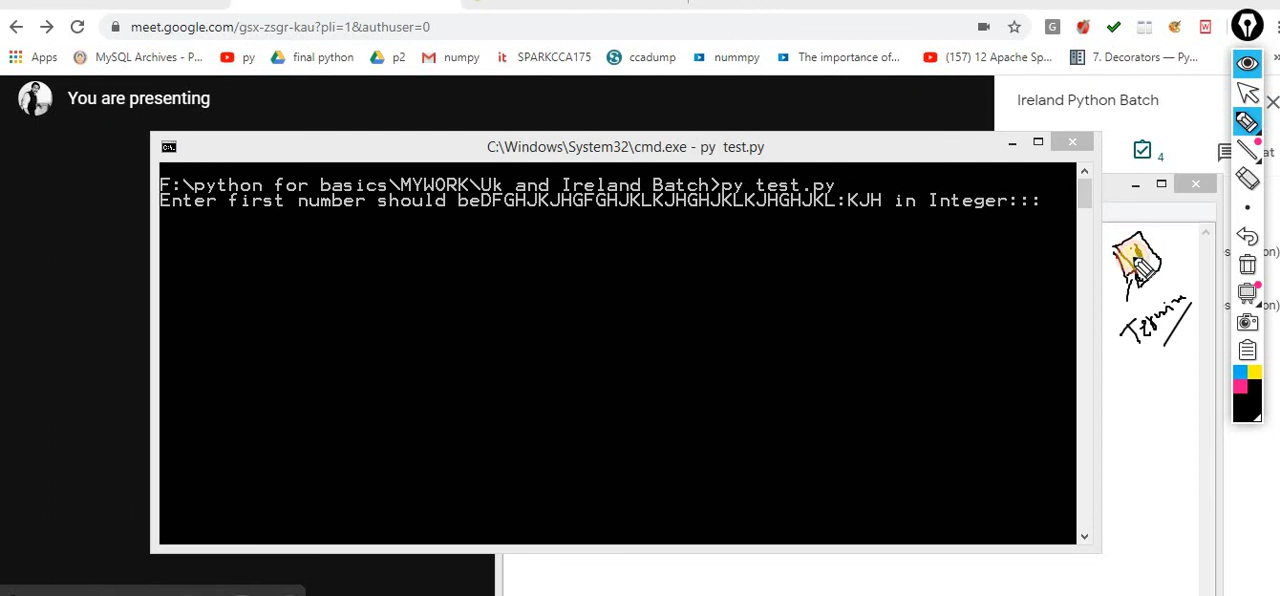 meet.google.com/gsx-zsgr-kau?pli=1&authuser=0
Apps MySQL Archives - P... py final python p2 numpy SPARKCCA175 ccadump nummpy The importance of... (157) 12 Apache Sp... 7. Decorators — Py...
You are presenting
Ireland Python Batch
4
at
C:\Windows\System32\cmd.exe - py test.py
F:\python for basics\MYWORK\Uk and Ireland Batch>py test.py
Enter first number should beDFGHJKJHGFGHJKLKJHGHJKLKJHGHJKL:KJH in Integer:::